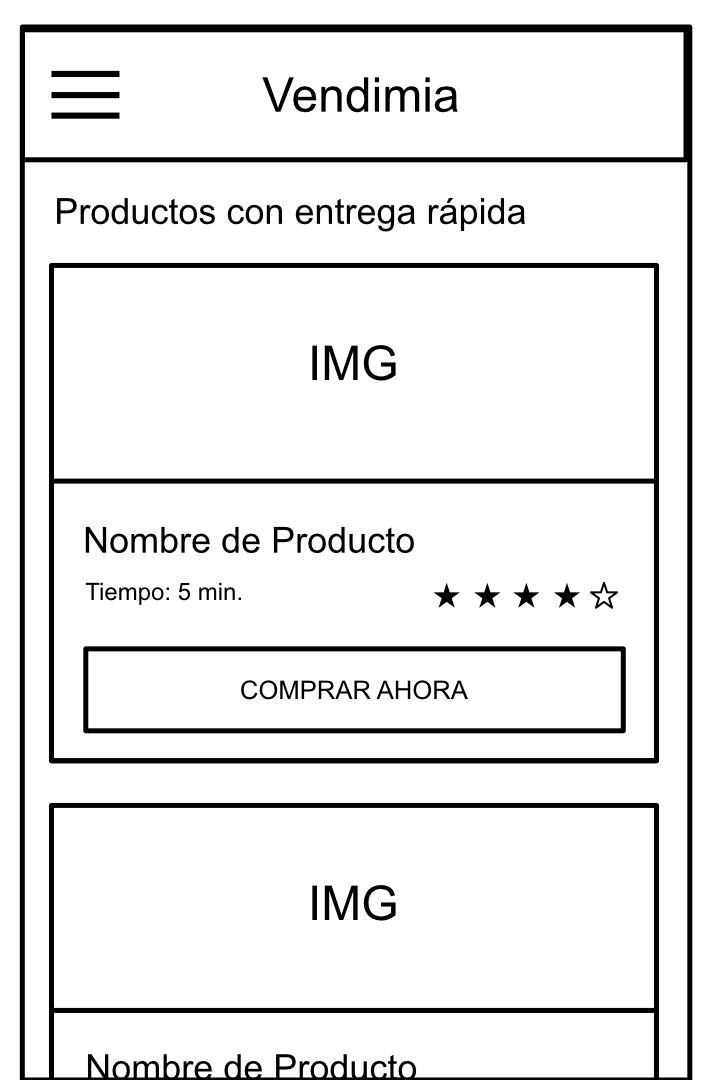 Vendimia
Productos con entrega rápida
IMG
Nombre de Producto
Tiempo: 5 min.
COMPRAR AHORA
IMG
Nombre de Producto